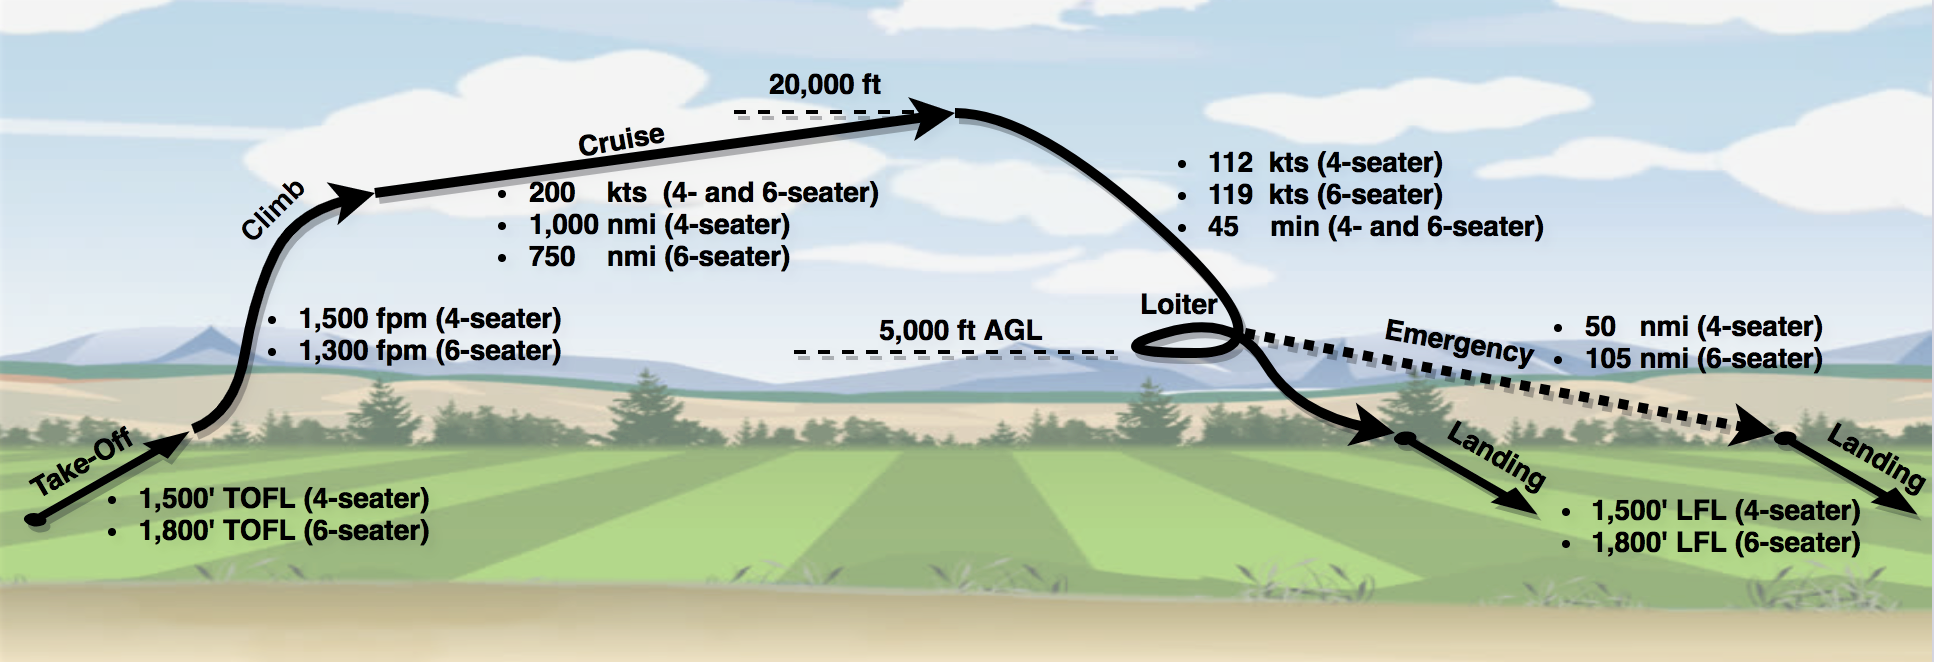 20,000 ft
Cruise
• 200 kts (4- and 6-seater)
• 1,000 nmi (4-seater)
• 750 nmi (6-seater)
Climb
• 1,500 fpm (4-seater)
• 1,300 fpm (6-seater)
Take-Off
• 1,500' TOFL (4-seater)
• 1,800' TOFL (6-seater)
• 112 kts (4-seater)
• 119 kts (6-seater)
• 45 min (4- and 6-seater)
Loiter
5,000 ft AGL
Emergency
• 50 nmi (4-seater)
• 105 nmi (6-seater)
Landing
Landing
• 1,500' LFL (4-seater)
• 1,800' LFL (6-seater)